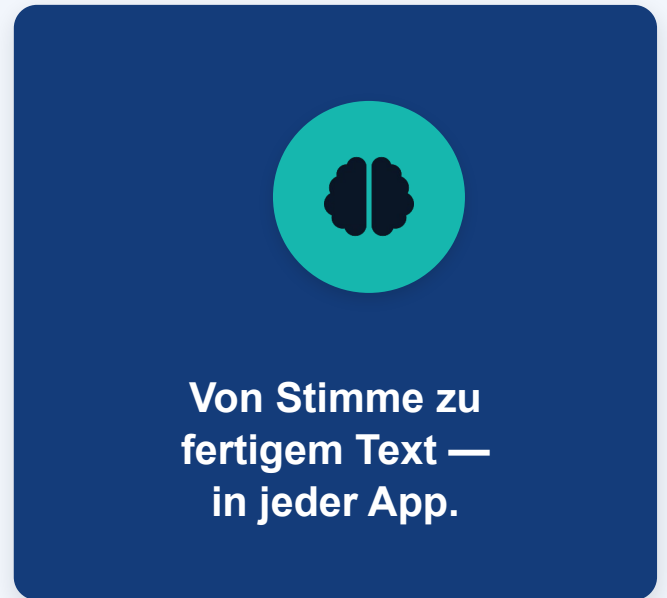 Von Stimme zu
fertigem Text —
in jeder App.